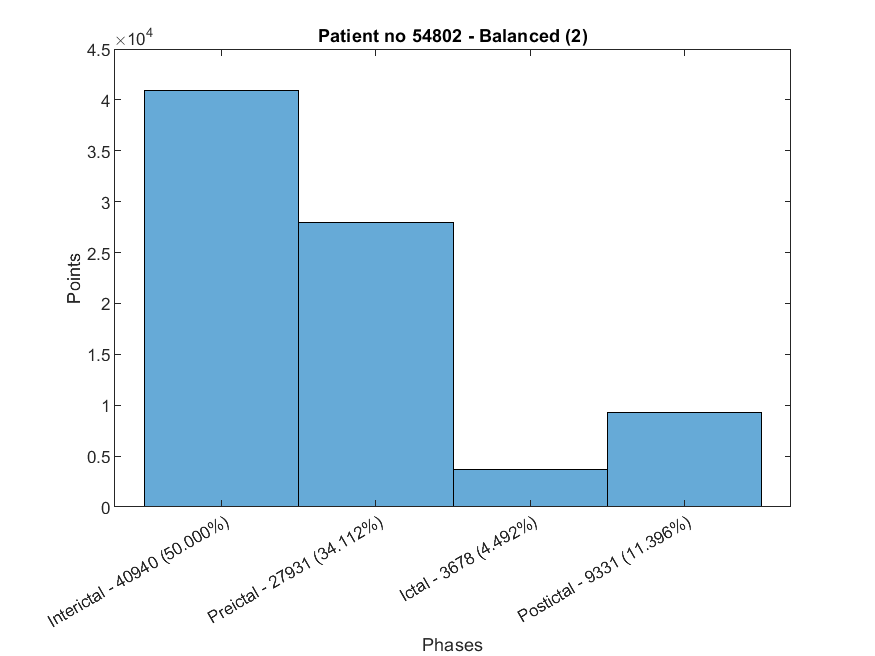 Patient no 54802 - Balanced (2)
×10⁴
4.5
4
3.5
3
2.5
2
1.5
1
0.5
0
Points
Interictal - 40940 (50.000%)
Preictal - 27931 (34.112%)
Ictal - 3678 (4.492%)
Postictal - 9331 (11.396%)
Phases